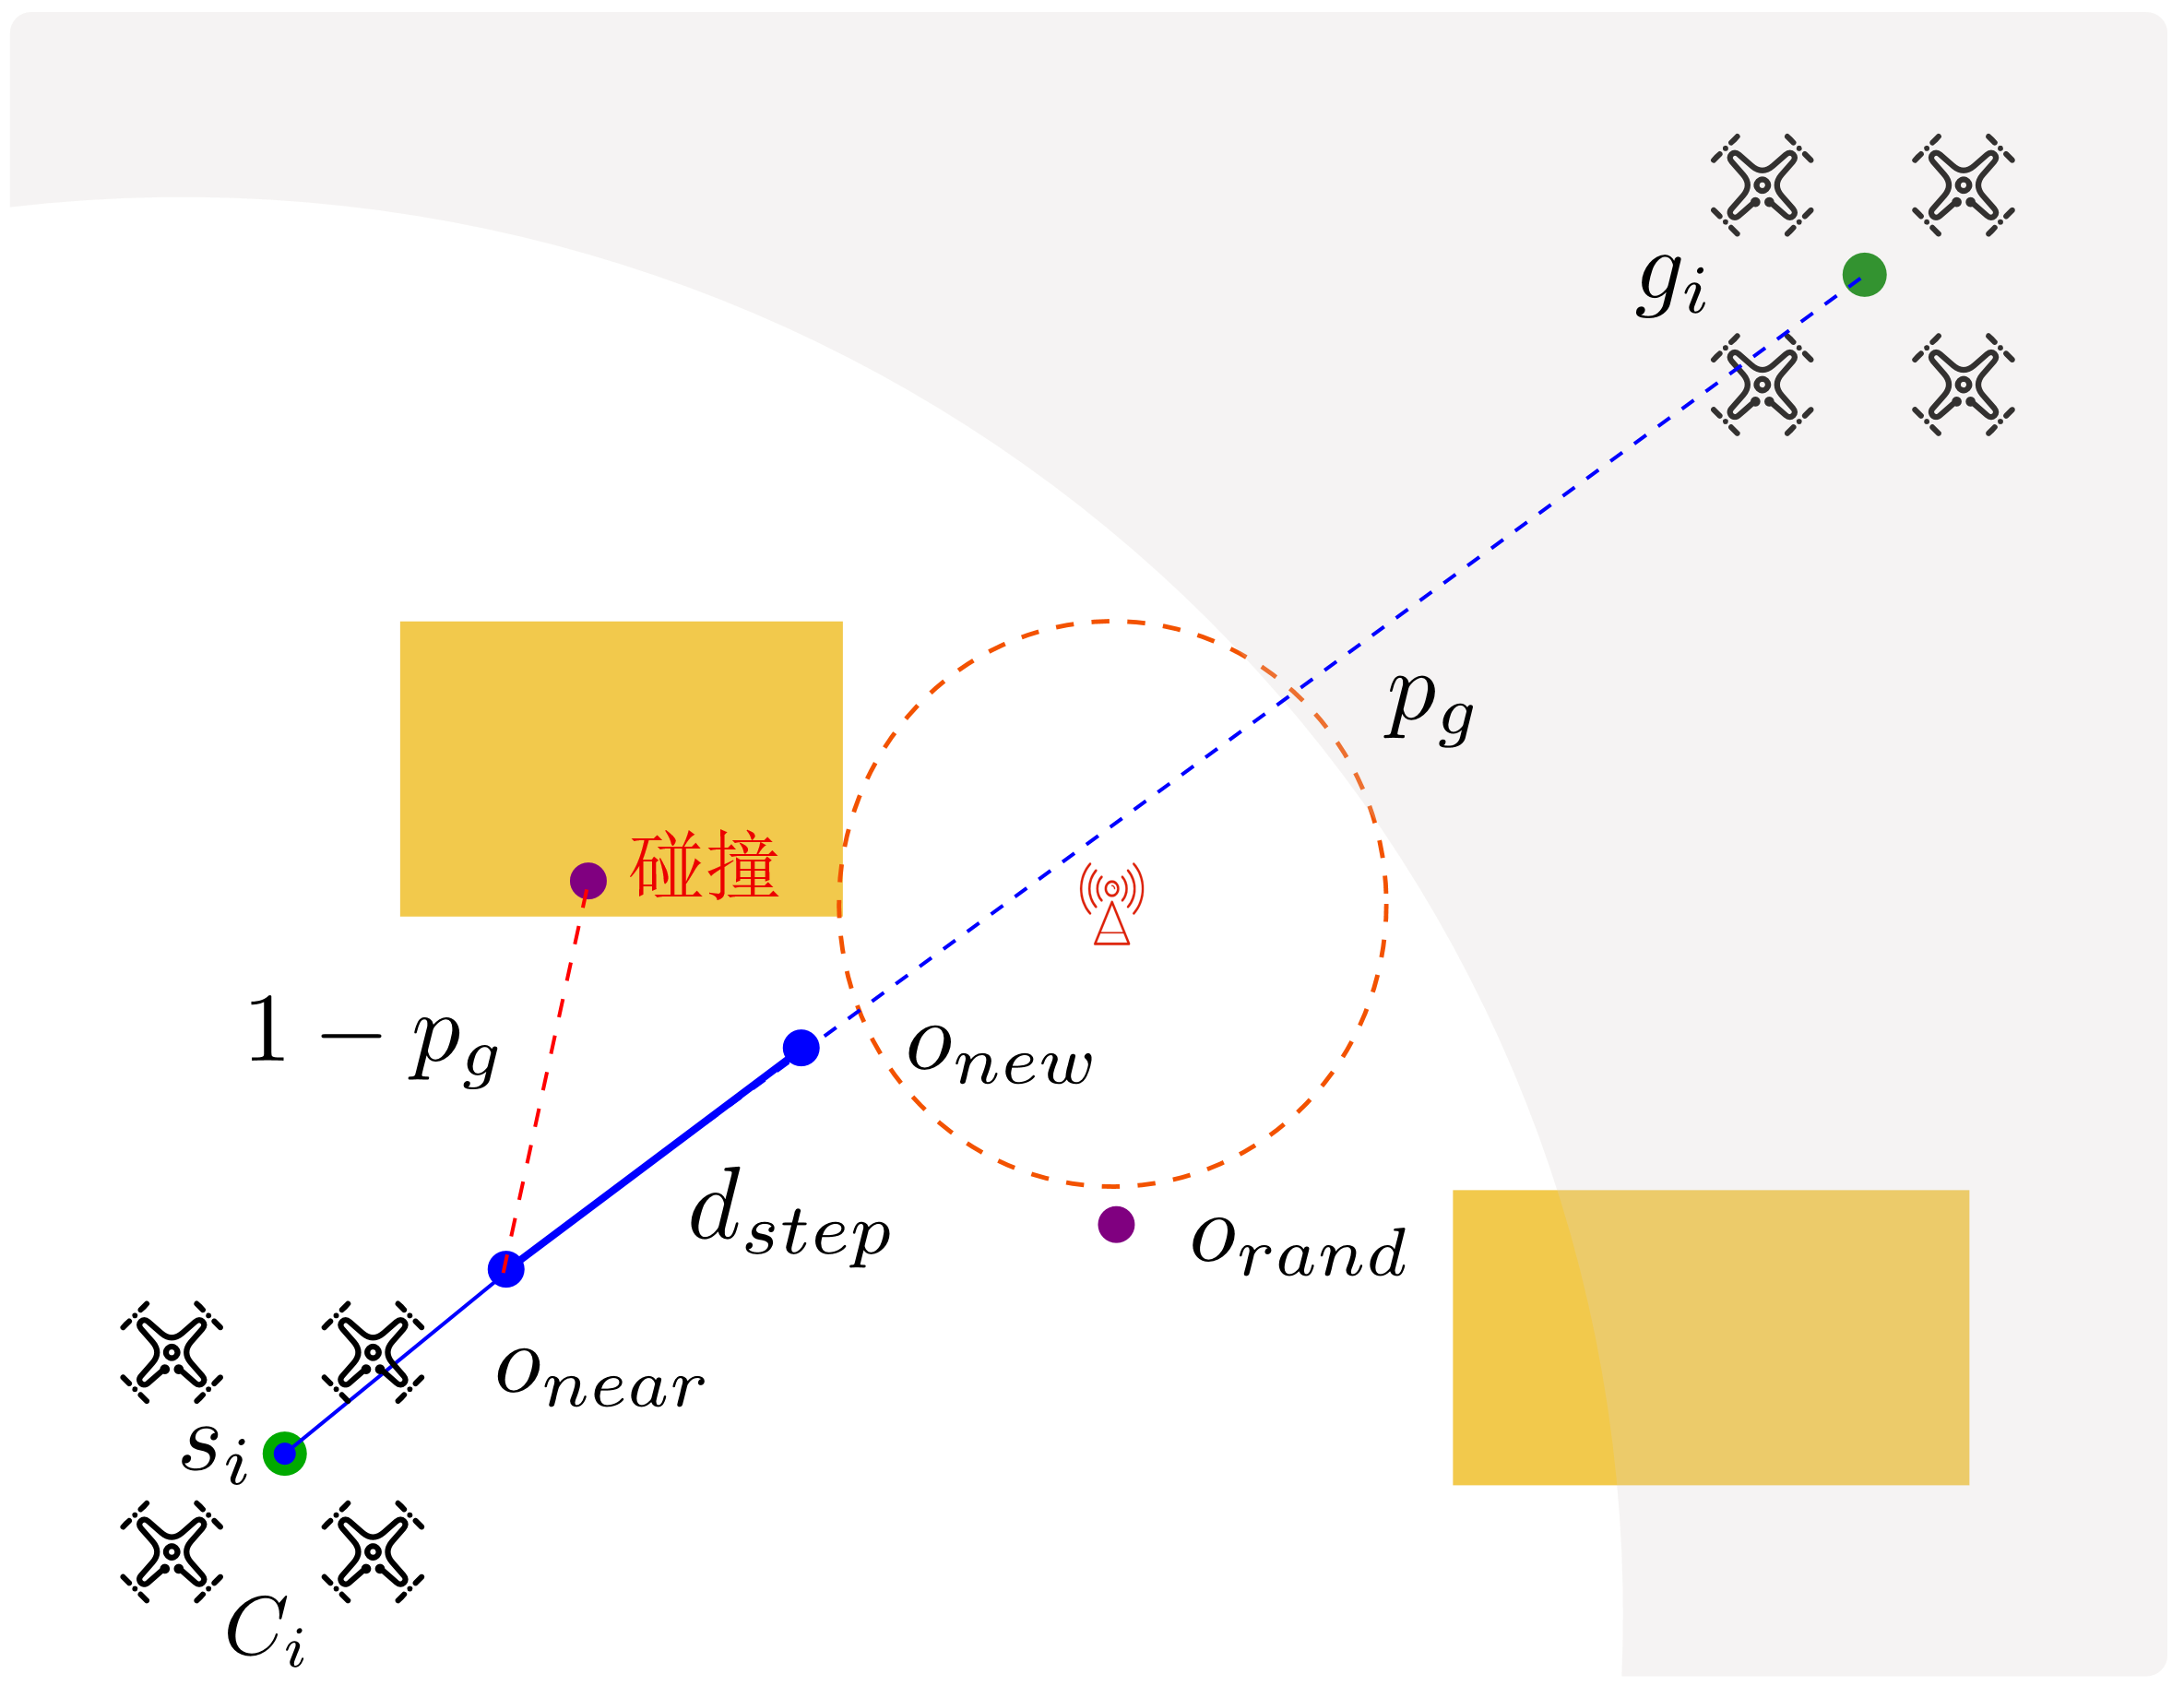 g_i
p_g
碰撞
1 − p_g
o_new
d_step
o_rand
o_near
s_i
C_i